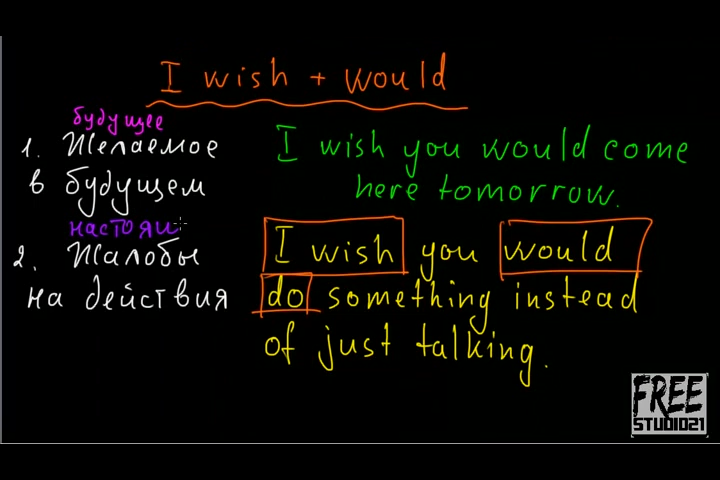 I wish + would
будущее
1. Желаемое
в будущем
I wish you would come
here tomorrow.
настоящ
2. Жалобы
на действия
I wish you would
do something instead
of just talking.
FREE
STUDIO21